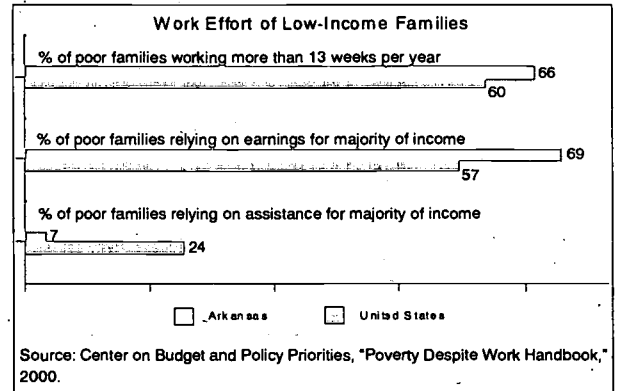 Work Effort of Low-Income Families
% of poor families working more than 13 weeks per year
66
60
% of poor families relying on earnings for majority of income
69
57
% of poor families relying on assistance for majority of income
7
24
Arkansas United States
Source: Center on Budget and Policy Priorities, "Poverty Despite Work Handbook,"
2000.